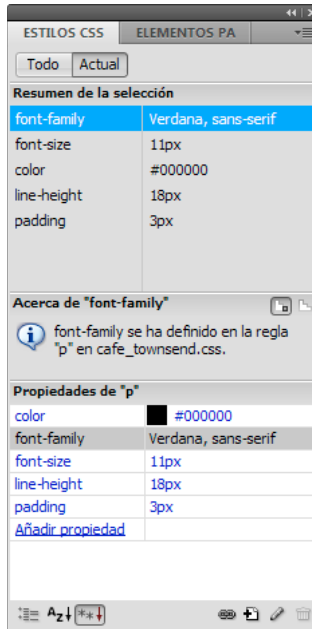 ESTILOS CSS ELEMENTOS PA
Todo Actual
Resumen de la selección
font-family Verdana, sans-serif
font-size 11px
color #000000
line-height 18px
padding 3px
Acerca de "font-family"
font-family se ha definido en la regla
"p" en cafe_townsend.css.
Propiedades de "p"
color #000000
font-family Verdana, sans-serif
font-size 11px
line-height 18px
padding 3px
Añadir propiedad